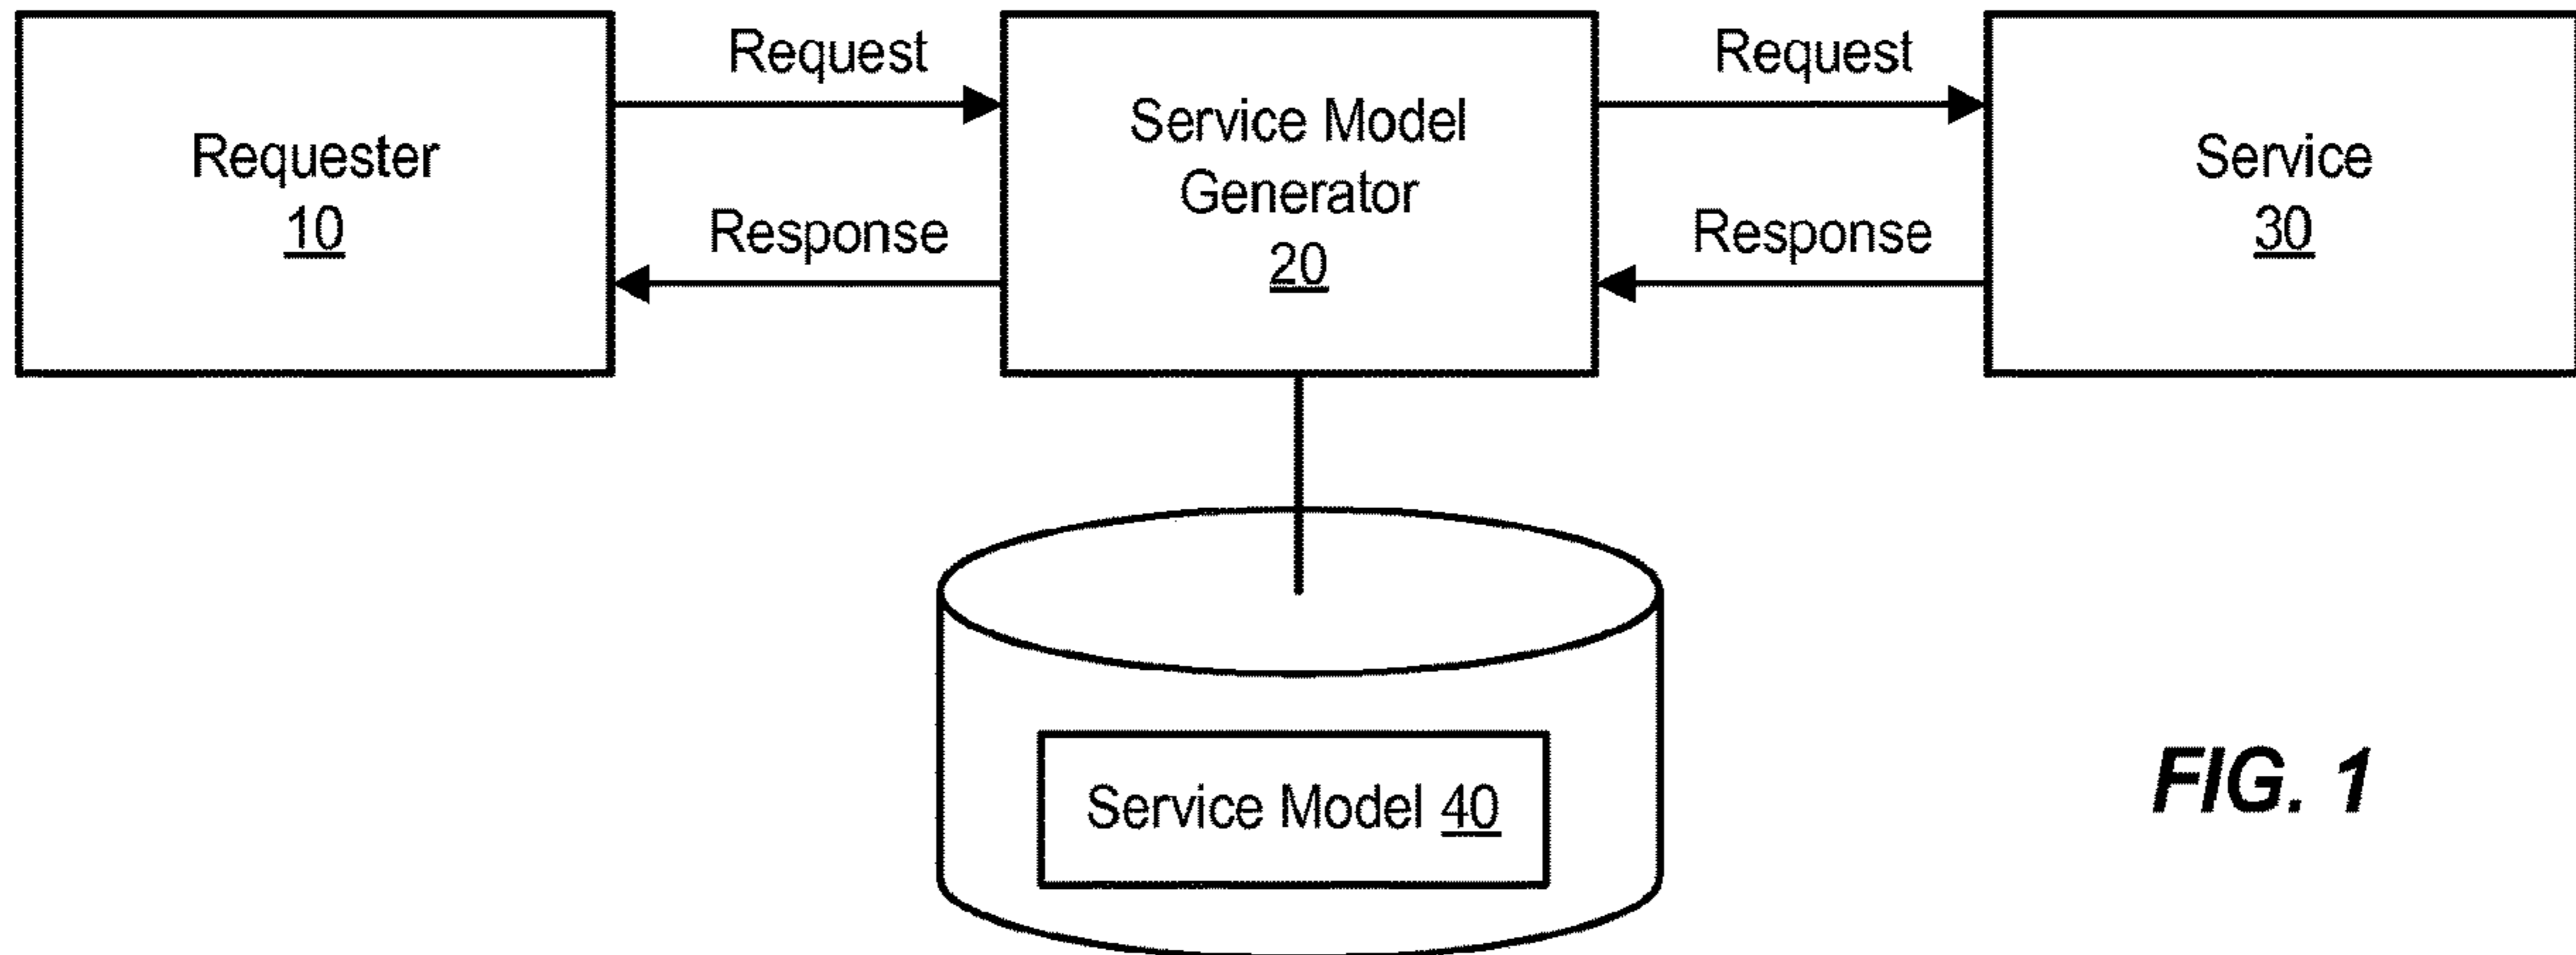 Requester
10
Request
Response
Service Model
Generator
20
Request
Response
Service
30
Service Model 40
FIG. 1